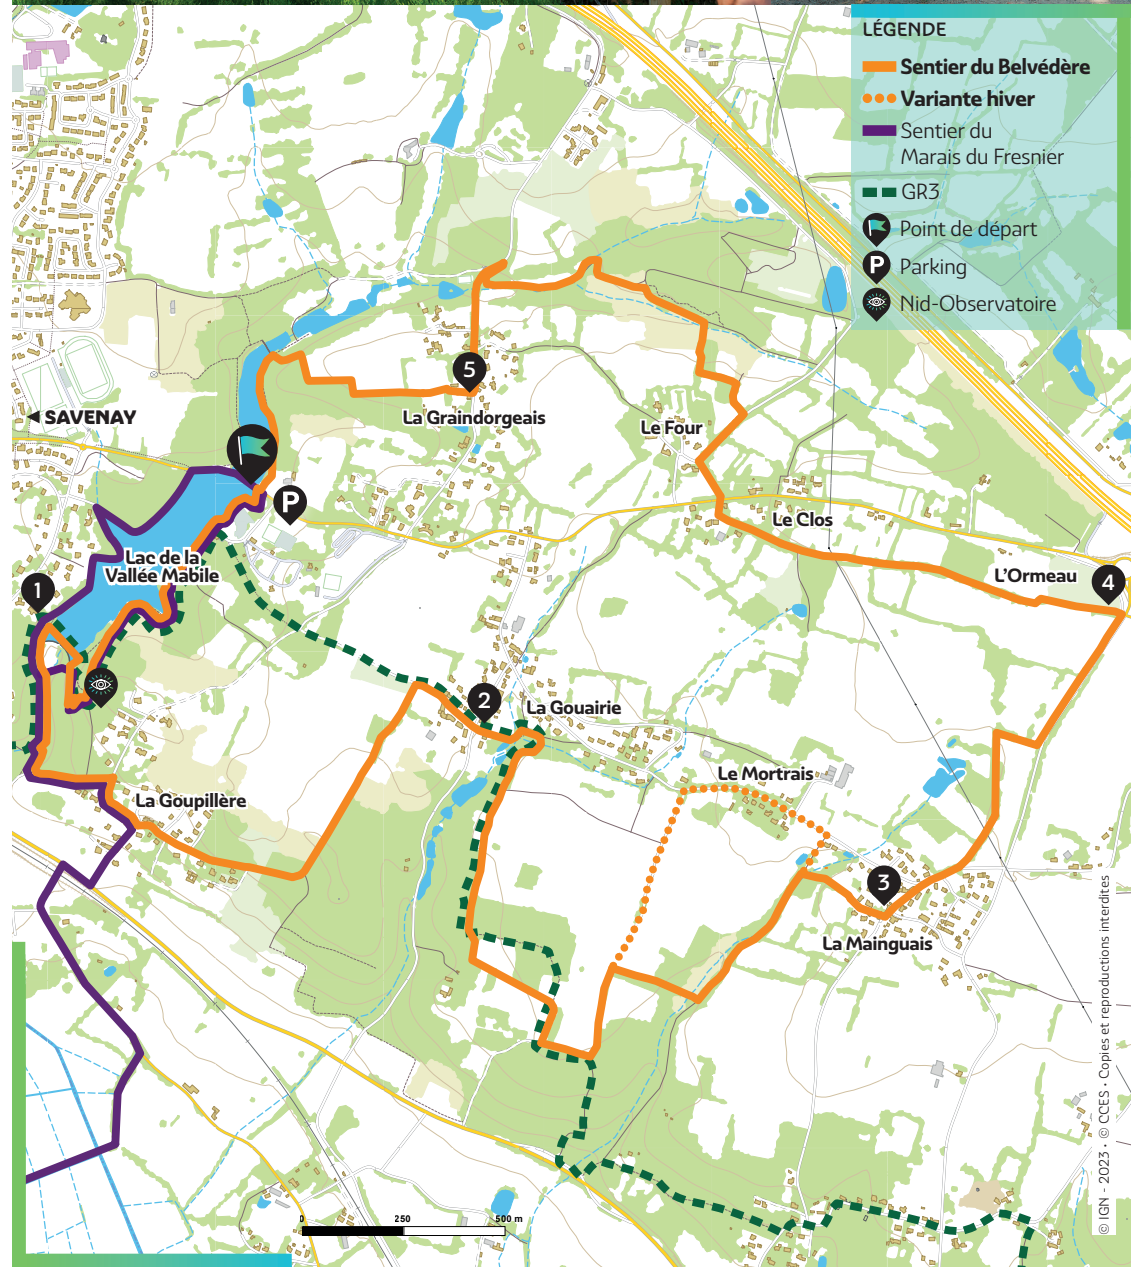 LÉGENDE
Sentier du Belvédère
Variante hiver
Sentier du
Marais du Fresnier
GR3
Point de départ
P Parking
Nid-Observatoire
5
SAVENAY
La Graindorgeais
Le Four
P
Le Clos
Lac de la
Vallée Mabile
1
L'Ormeau
4
2
La Gouairie
Le Mortrais
La Goupillère
3
La Mainguais
0 250 500 m
© IGN - 2023 • © CCES • Copies et reproductions interdites